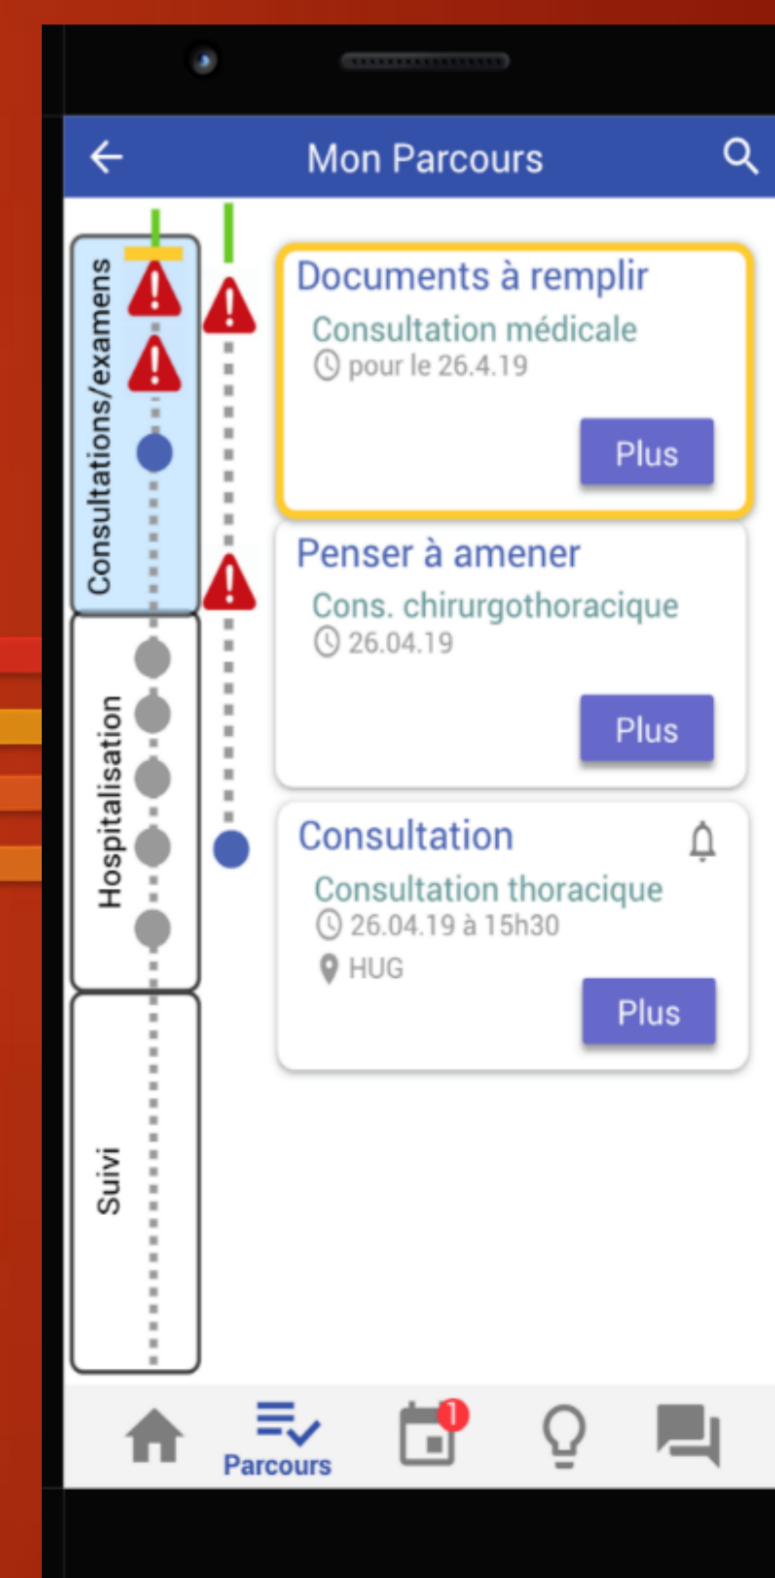 Mon Parcours
Consultations/examens
Hospitalisation
Suivi
Documents à remplir
Consultation médicale
pour le 26.4.19
Plus
Penser à amener
Cons. chirurgothoracique
26.04.19
Plus
Consultation
Consultation thoracique
26.04.19 à 15h30
HUG
Plus
1
Parcours